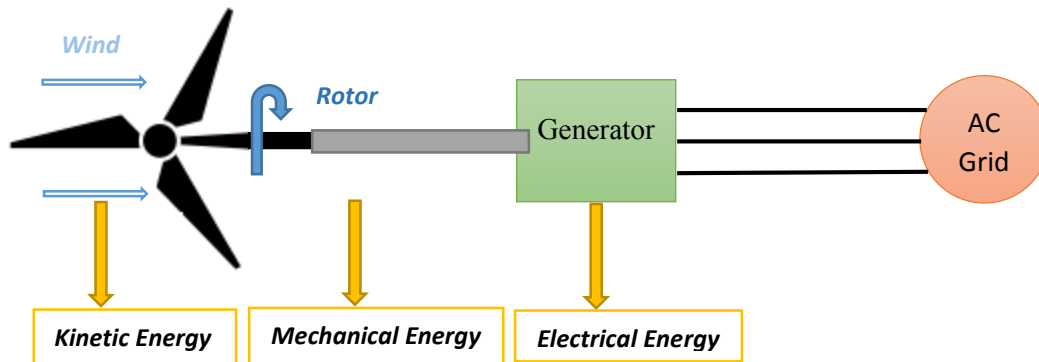 Wind
Rotor
Generator
AC
Grid
Kinetic Energy
Mechanical Energy
Electrical Energy